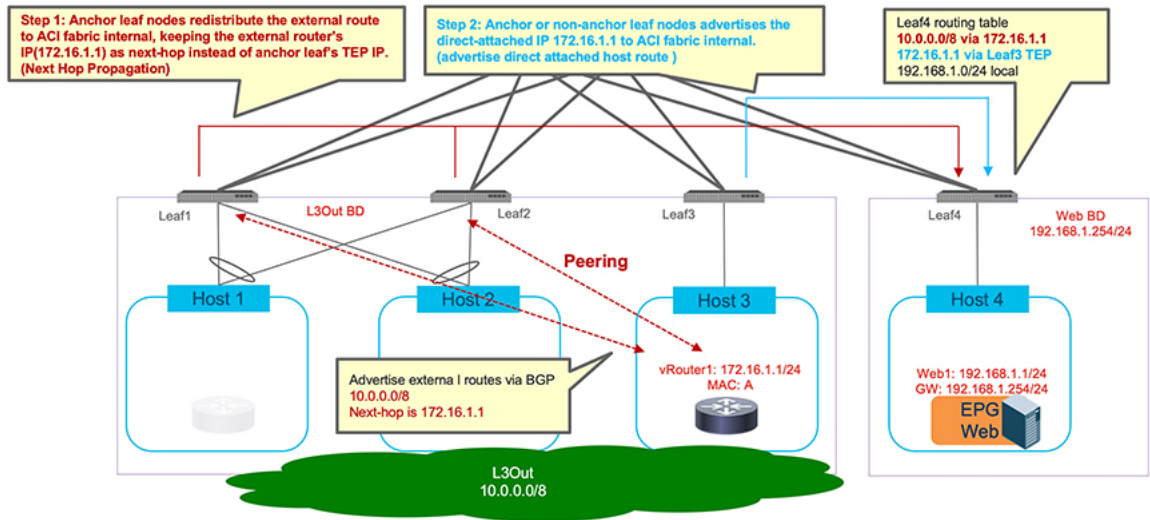 Step 1: Anchor leaf nodes redistribute the external route
to ACI fabric internal, keeping the external router's
IP(172.16.1.1) as next-hop instead of anchor leaf's TEP IP.
(Next Hop Propagation)
Step 2: Anchor or non-anchor leaf nodes advertises the
direct-attached IP 172.16.1.1 to ACI fabric internal.
(advertise direct attached host route )
Leaf4 routing table
10.0.0.0/8 via 172.16.1.1
172.16.1.1 via Leaf3 TEP
192.168.1.0/24 local
Leaf1
L3Out BD
Leaf2
Leaf3
Leaf4
Web BD
192.168.1.254/24
Peering
Host 1
Host 2
Host 3
Host 4
Advertise externa l routes via BGP
10.0.0.0/8
Next-hop is 172.16.1.1
vRouter1: 172.16.1.1/24
MAC: A
Web1: 192.168.1.1/24
GW: 192.168.1.254/24
EPG
Web
L3Out
10.0.0.0/8